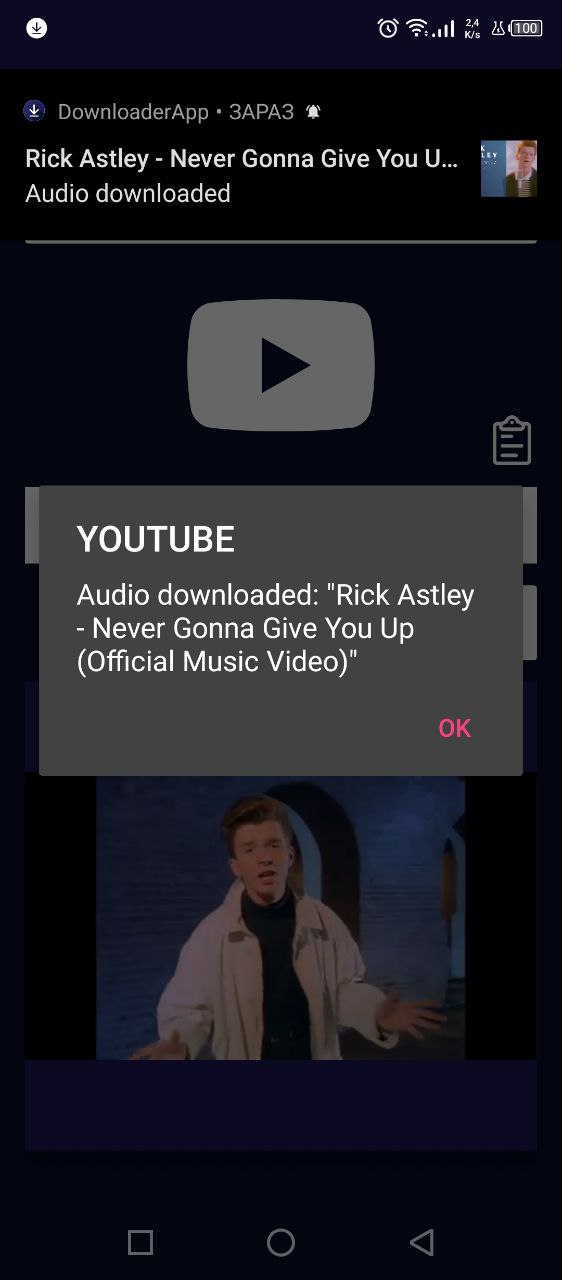 2,4
K/s
100
DownloaderApp • ЗАРАЗ
Rick Astley - Never Gonna Give You U...
Audio downloaded
YOUTUBE
Audio downloaded: "Rick Astley
- Never Gonna Give You Up
(Official Music Video)"
OK